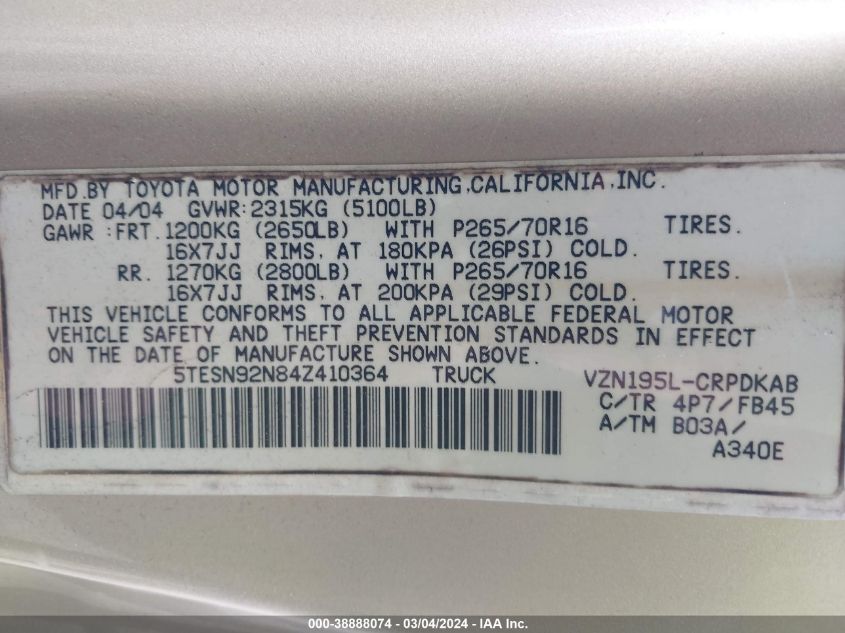 MFD.BY TOYOTA MOTOR MANUFACTURING,CALIFORNIA,INC.
DATE 04/04 GVWR:2315KG (5100LB)
GAWR :FRT. 1200KG (2650LB) WITH P265/70R16 TIRES.
16X7JJ RIMS, AT 180KPA (26PSI) COLD.
RR. 1270KG (2800LB) WITH P265/70R16 TIRES.
16X7JJ RIMS, AT 200KPA (29PSI) COLD.
THIS VEHICLE CONFORMS TO ALL APPLICABLE FEDERAL MOTOR
VEHICLE SAFETY AND THEFT PREVENTION STANDARDS IN EFFECT
ON THE DATE OF MANUFACTURE SHOWN ABOVE.
5TESN92N84Z410364 TRUCK VZN195L-CRPDKAB
C/TR 4P7/FB45
A/TM B03A/
A340E
000-38888074 - 03/04/2024 - IAA Inc.